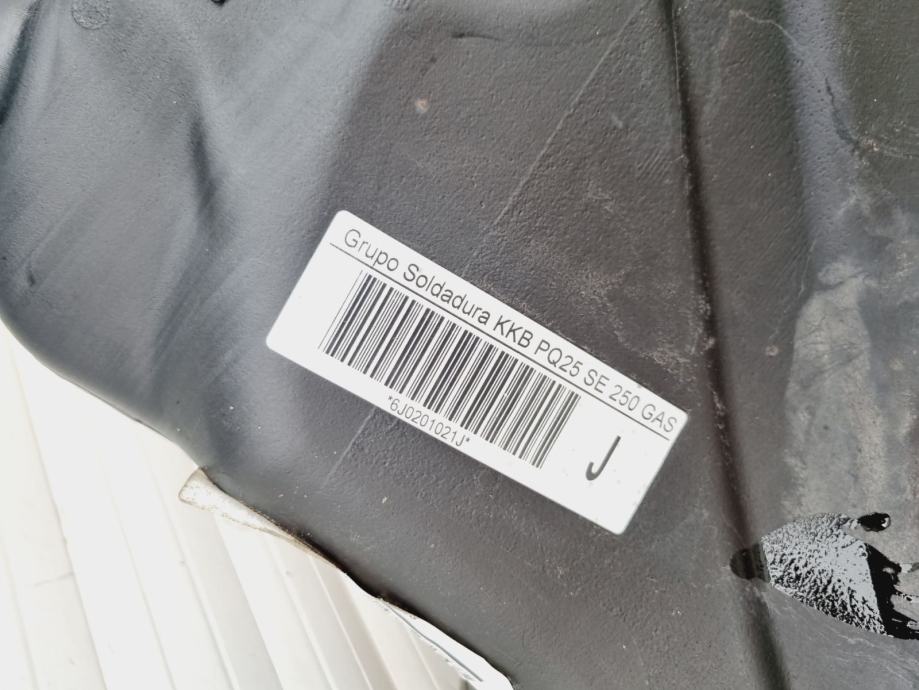 Grupo Soldadura KKB PQ25 SE 250 GAS
*6J0201021J*
J